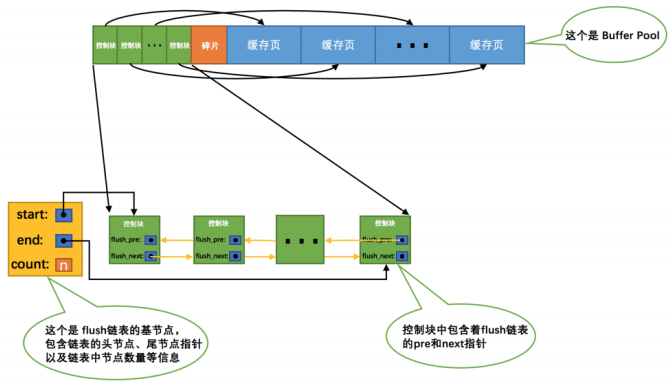 控制块 控制块 ··· 控制块 碎片 缓存页 缓存页 ··· 缓存页
这个是 Buffer Pool
start:
end:
count: n
控制块
flush_pre:
flush_next:
控制块
flush_pre:
flush_next:
···
控制块
flush_pre:
flush_next:
这个是 flush链表的基节点，
包含链表的头节点、尾节点指针
以及链表中节点数量等信息
控制块中包含着flush链表
的pre和next指针